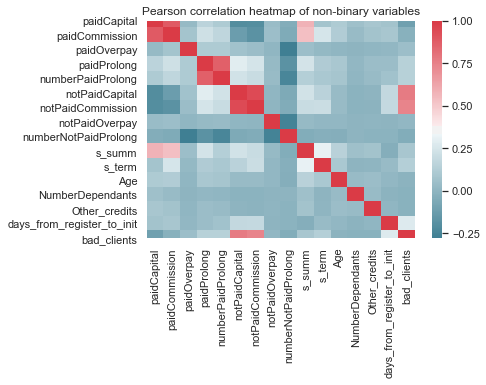 Pearson correlation heatmap of non-binary variables
paidCapital
paidCommission
paidOverpay
paidProlong
numberPaidProlong
notPaidCapital
notPaidCommission
notPaidOverpay
numberNotPaidProlong
s_summ
s_term
Age
NumberDependants
Other_credits
days_from_register_to_init
bad_clients
1.00
0.75
0.50
0.25
0.00
−0.25
paidCapital
paidCommission
paidOverpay
paidProlong
numberPaidProlong
notPaidCapital
notPaidCommission
notPaidOverpay
numberNotPaidProlong
s_summ
s_term
Age
NumberDependants
Other_credits
days_from_register_to_init
bad_clients